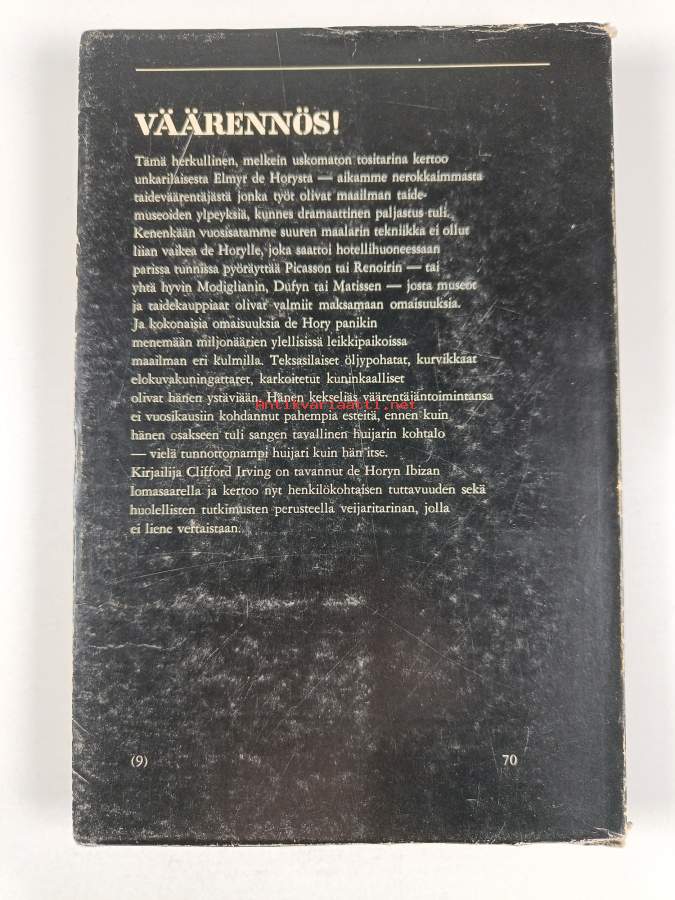 VÄÄRENNÖS!
Tämä herkullinen, melkein uskomaton tositarina kertoo
unkarilaisesta Elmyr de Horysta — aikamme nerokkaimmasta
taideväärentäjästä jonka työt olivat maailman taide-
museoiden ylpeyksiä, kunnes dramaattinen paljastus tuli.
Kenenkään vuosisatamme suuren maalarin tekniikka ei ollut
liian vaikea de Horylle, joka saattoi hotellihuoneessaan
parissa tunnissa pyöräyttää Picasson tai Renoirin — tai
yhtä hyvin Modiglianin, Dufyn tai Matissen — josta museot
ja taidekauppiaat olivat valmiit maksamaan omaisuuksia.
Ja kokonaisia omaisuuksia de Hory panikin
menemään miljonäärien ylellisissä leikkipaikoissa
maailman eri kulmilla. Teksasilaiset öljypohatat, kurvikkaat
elokuvakuningattaret, karkoitetut kuninkaalliset
olivat hänen ystäviään. Hänen kekseliäs väärentäjäntoimintansa
Antikvariaatti.net
ei vuosikausiin kohdannut pahempia esteitä, ennen kuin
hänen osakseen tuli sangen tavallinen huijarin kohtalo
— vielä tunnottomampi huijari kuin hän itse.
Kirjailija Clifford Irving on tavannut de Horyn Ibizan
lomasaarella ja kertoo nyt henkilökohtaisen tuttavuuden sekä
huolellisten tutkimusten perusteella veijaritarinan, jolla
ei liene vertaistaan.
(9) 70